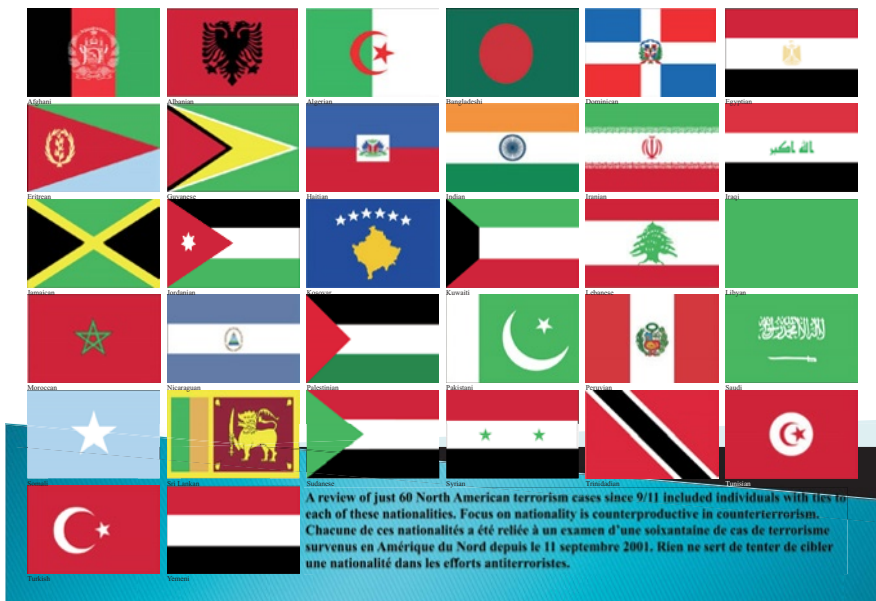 Afghani
Albanian
Algerian
Bangladeshi
Dominican
Egyptian
Eritrean
Guyanese
Haitian
Indian
Iranian
الله اكبر
Iraqi
Jamaican
Jordanian
Kosovar
Kuwaiti
Lebanese
Libyan
Moroccan
Nicaraguan
Palestinian
Pakistani
Peruvian
Saudi
Somali
Sri Lankan
Sudanese
Syrian
Trinidadian
Tunisian
Turkish
Yemeni
A review of just 60 North American terrorism cases since 9/11 included individuals with ties to
each of these nationalities. Focus on nationality is counterproductive in counterterrorism.
Chacune de ces nationalités a été reliée à un examen d'une soixantaine de cas de terrorisme
survenus en Amérique du Nord depuis le 11 septembre 2001. Rien ne sert de tenter de cibler
une nationalité dans les efforts antiterroristes.